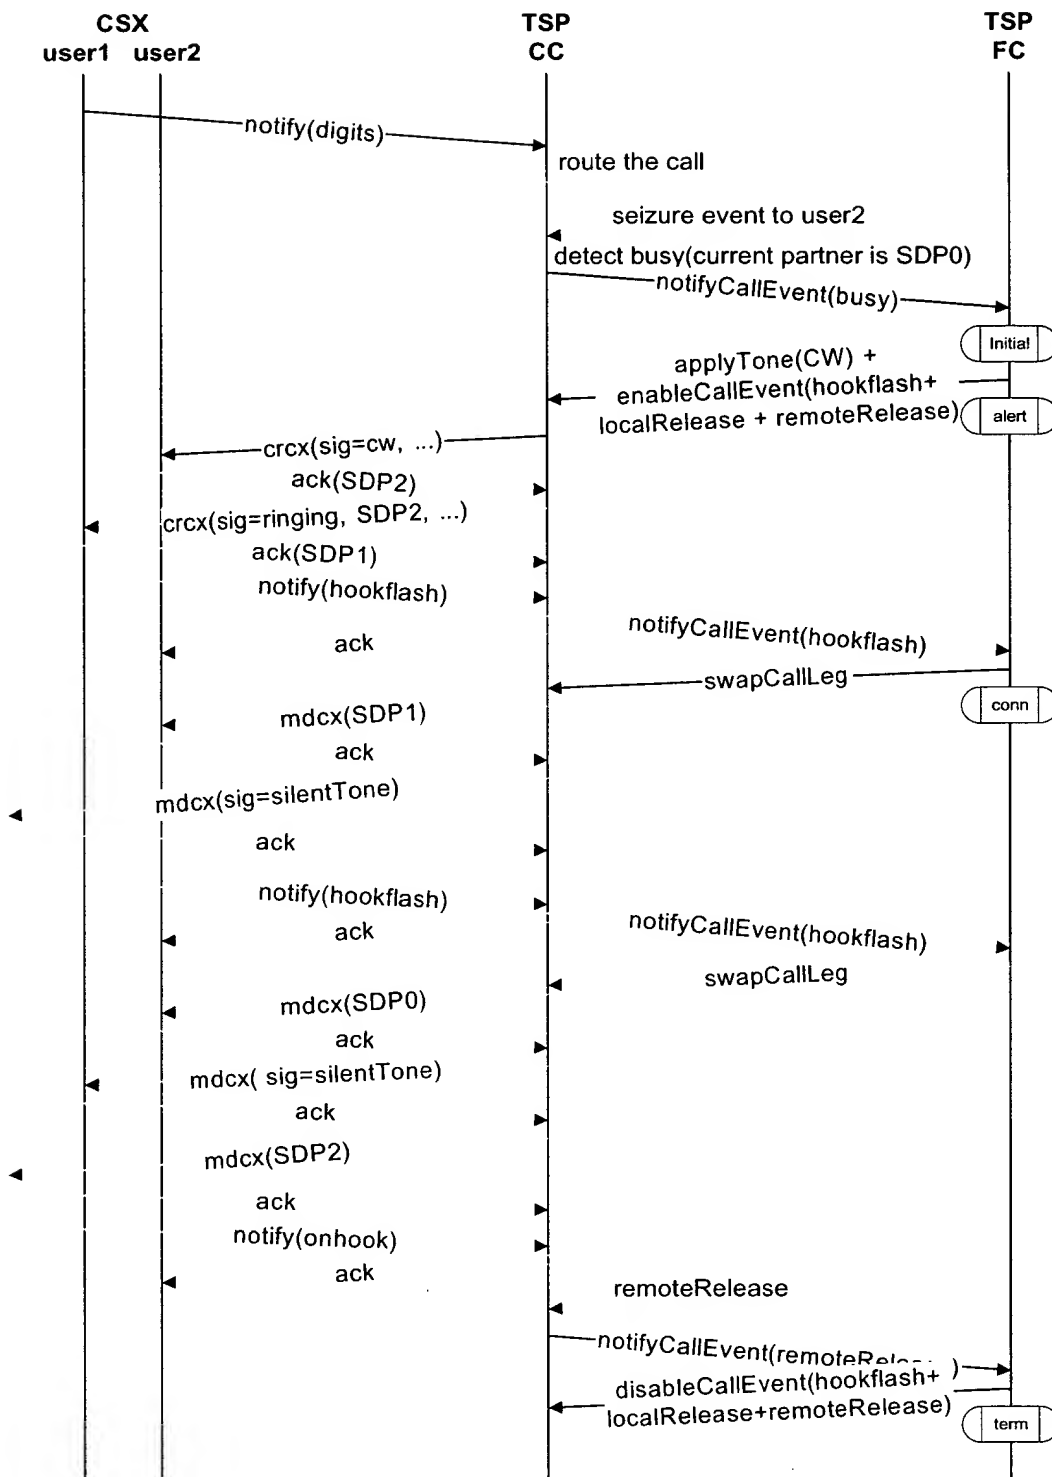 CSX TSP TSP
user1 user2 CC FC
notify(digits)
route the call
seizure event to user2
detect busy(current partner is SDP0)
notifyCallEvent(busy)
Initial
applyTone(CW) +
enableCallEvent(hookflash+
localRelease + remoteRelease)
alert
crcx(sig=cw, ...)
ack(SDP2)
crcx(sig=ringing, SDP2, ...)
ack(SDP1)
notify(hookflash)
notifyCallEvent(hookflash)
ack
swapCallLeg
conn
mdcx(SDP1)
ack
mdcx(sig=silentTone)
ack
notify(hookflash)
notifyCallEvent(hookflash)
ack
swapCallLeg
mdcx(SDP0)
ack
mdcx( sig=silentTone)
ack
mdcx(SDP2)
ack
notify(onhook)
ack
remoteRelease
notifyCallEvent(remoteRelease)
disableCallEvent(hookflash+
localRelease+remoteRelease)
term